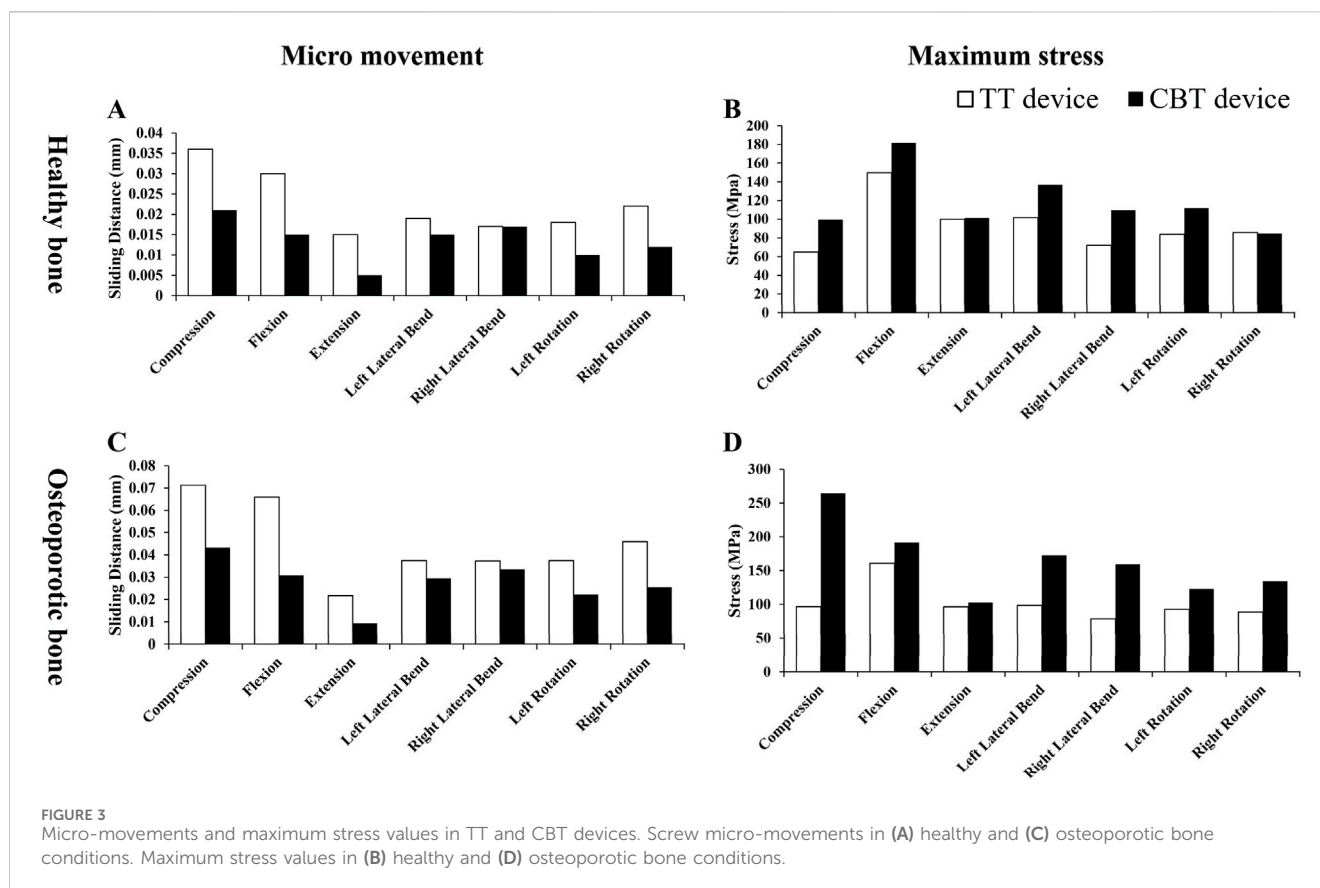 Micro movement
Maximum stress
TT device
CBT device
Healthy bone
A
Sliding Distance (mm)
0.04
0.035
0.03
0.025
0.02
0.015
0.01
0.005
0
Compression
Flexion
Extension
Left Lateral Bend
Right Lateral Bend
Left Rotation
Right Rotation
B
Stress (Mpa)
200
180
160
140
120
100
80
60
40
20
0
Compression
Flexion
Extension
Left Lateral Bend
Right Lateral Bend
Left Rotation
Right Rotation
Osteoporotic bone
C
Sliding Distance (mm)
0.08
0.07
0.06
0.05
0.04
0.03
0.02
0.01
0
Compression
Flexion
Extension
Left Lateral Bend
Right Lateral Bend
Left Rotation
Right Rotation
D
Stress (MPa)
300
250
200
150
100
50
0
Compression
Flexion
Extension
Left Lateral Bend
Right Lateral Bend
Left Rotation
Right Rotation
FIGURE 3
Micro-movements and maximum stress values in TT and CBT devices. Screw micro-movements in (A) healthy and (C) osteoporotic bone
conditions. Maximum stress values in (B) healthy and (D) osteoporotic bone conditions.